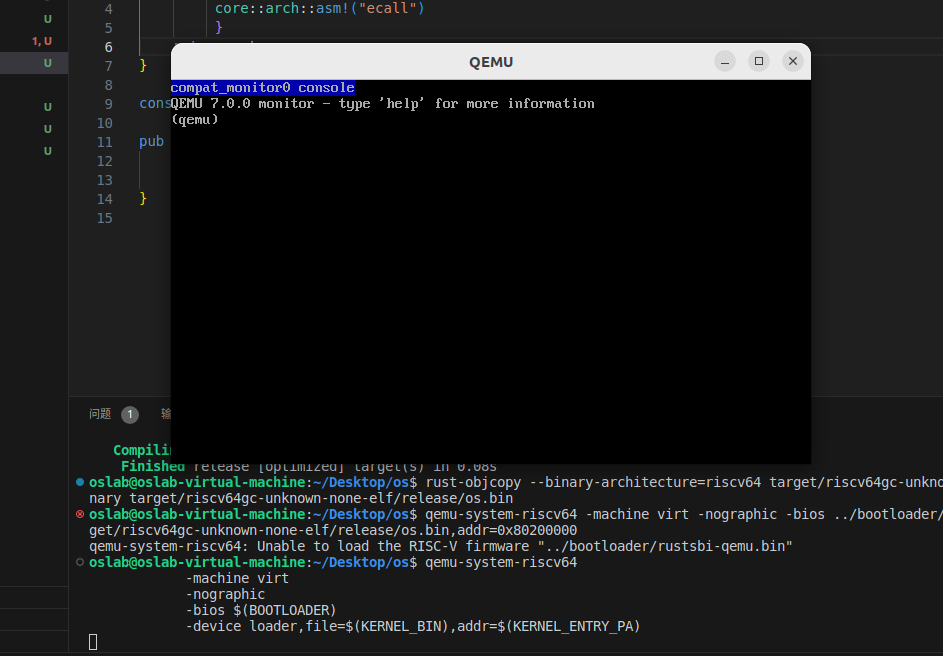 U
1, U
U
U
U
U
4 core::arch::asm!("ecall")
5 }
6
7 }
8
9 cons
10
11 pub
12
13
14 }
15
QEMU
compat_monitor0 console
QEMU 7.0.0 monitor - type 'help' for more information
(qemu)
问题 1 输
Compilin
Finished release [optimized] target(s) in 0.08s
oslab@oslab-virtual-machine:~/Desktop/os$ rust-objcopy --binary-architecture=riscv64 target/riscv64gc-unkno
nary target/riscv64gc-unknown-none-elf/release/os.bin
oslab@oslab-virtual-machine:~/Desktop/os$ qemu-system-riscv64 -machine virt -nographic -bios ../bootloader/
get/riscv64gc-unknown-none-elf/release/os.bin,addr=0x80200000
qemu-system-riscv64: Unable to load the RISC-V firmware "../bootloader/rustsbi-qemu.bin"
oslab@oslab-virtual-machine:~/Desktop/os$ qemu-system-riscv64
-machine virt
-nographic
-bios $(BOOTLOADER)
-device loader,file=$(KERNEL_BIN),addr=$(KERNEL_ENTRY_PA)